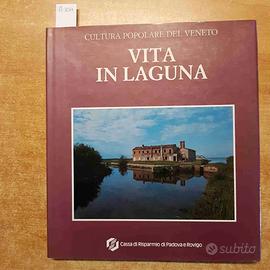 CULTURA POPOLARE DEL VENETO
VITA
IN LAGUNA
Cassa di Risparmio di Padova e Rovigo
subito